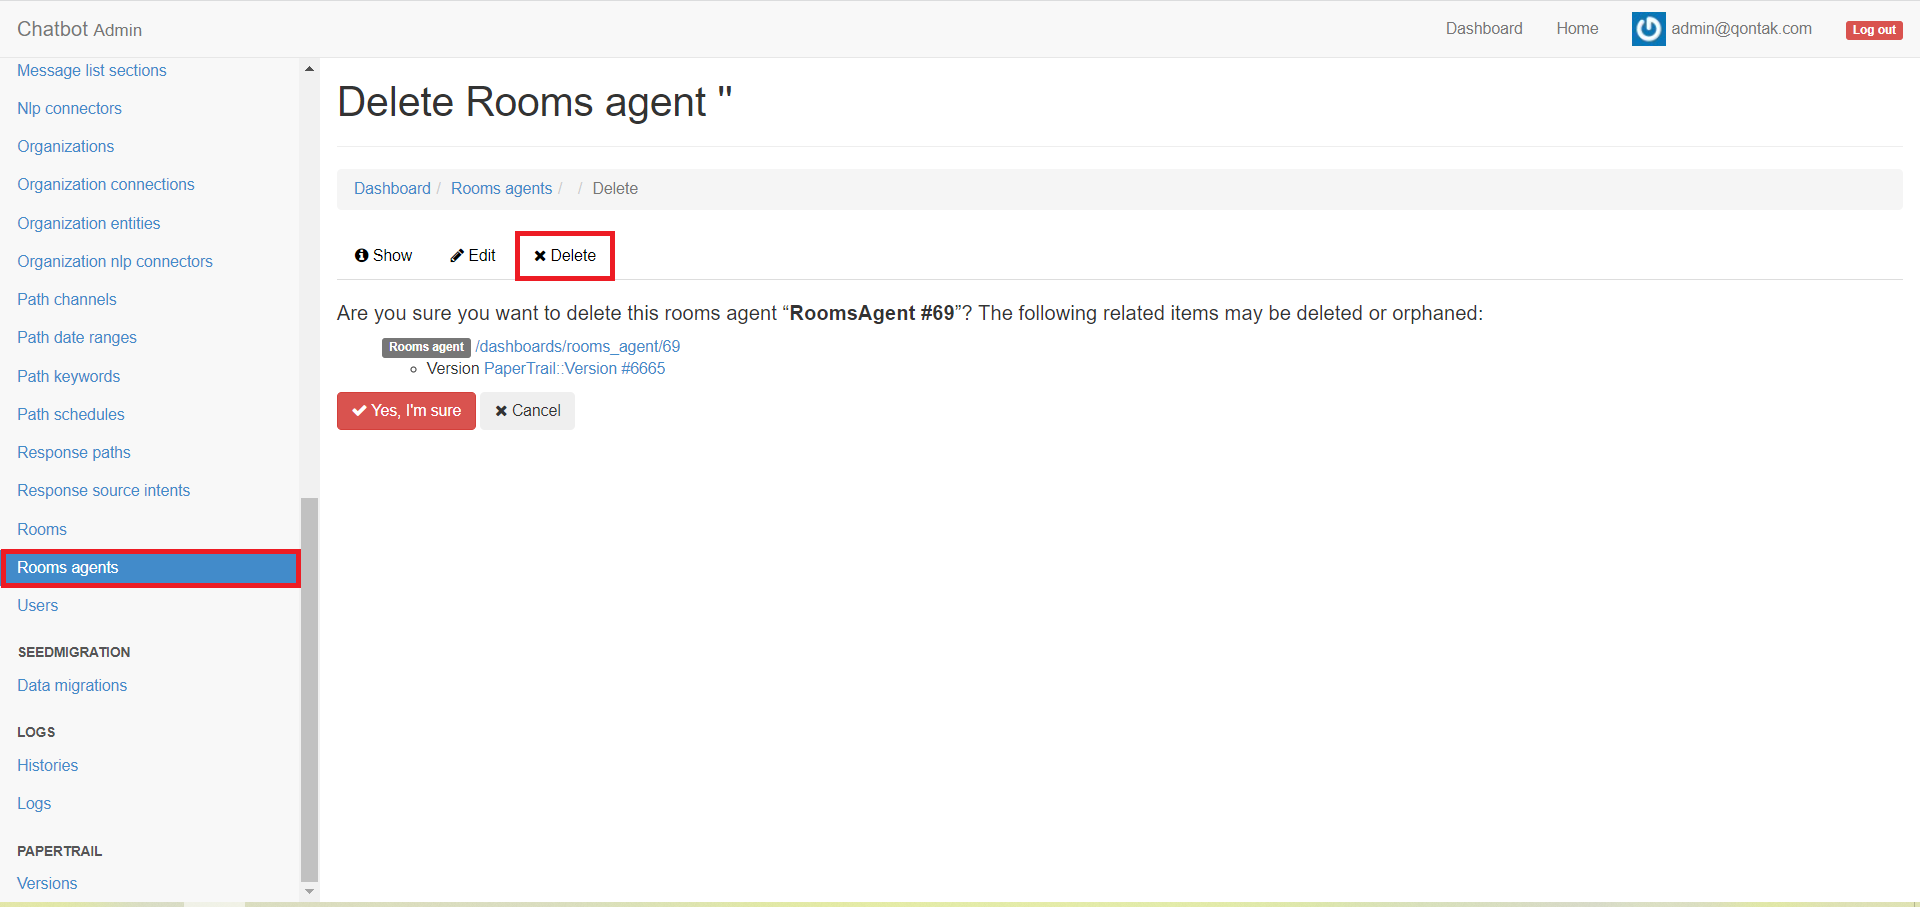 Chatbot Admin
Dashboard
Home
admin@qontak.com
Log out
Message list sections
Nlp connectors
Organizations
Organization connections
Organization entities
Organization nlp connectors
Path channels
Path date ranges
Path keywords
Path schedules
Response paths
Response source intents
Rooms
Rooms agents
Users
SEEDMIGRATION
Data migrations
LOGS
Histories
Logs
PAPERTRAIL
Versions
Delete Rooms agent ''
Dashboard / Rooms agents / / Delete
Show
Edit
Delete
Are you sure you want to delete this rooms agent “RoomsAgent #69”? The following related items may be deleted or orphaned:
Rooms agent /dashboards/rooms_agent/69
Version PaperTrail::Version #6665
Yes, I'm sure
Cancel